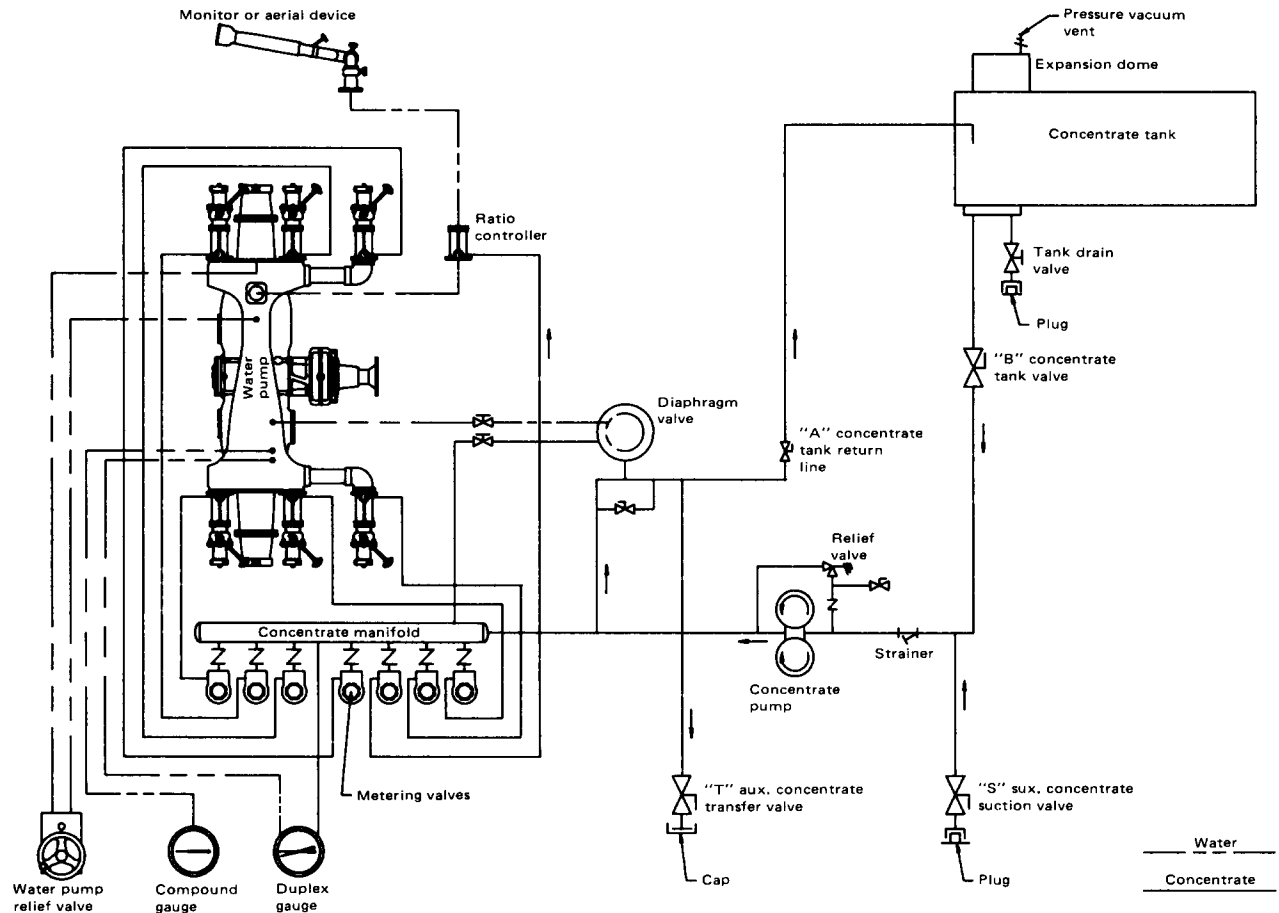 Monitor or aerial device
Pressure vacuum
vent
Expansion dome
Concentrate tank
Ratio
controller
Tank drain
valve
Plug
Water
pump
"B" concentrate
tank valve
Diaphragm
valve
"A" concentrate
tank return
line
Relief
valve
Concentrate manifold
Strainer
Concentrate
pump
Metering valves
"T" aux. concentrate
transfer valve
"S" sux. concentrate
suction valve
Cap
Plug
Water
Concentrate
Water pump
relief valve
Compound
gauge
Duplex
gauge